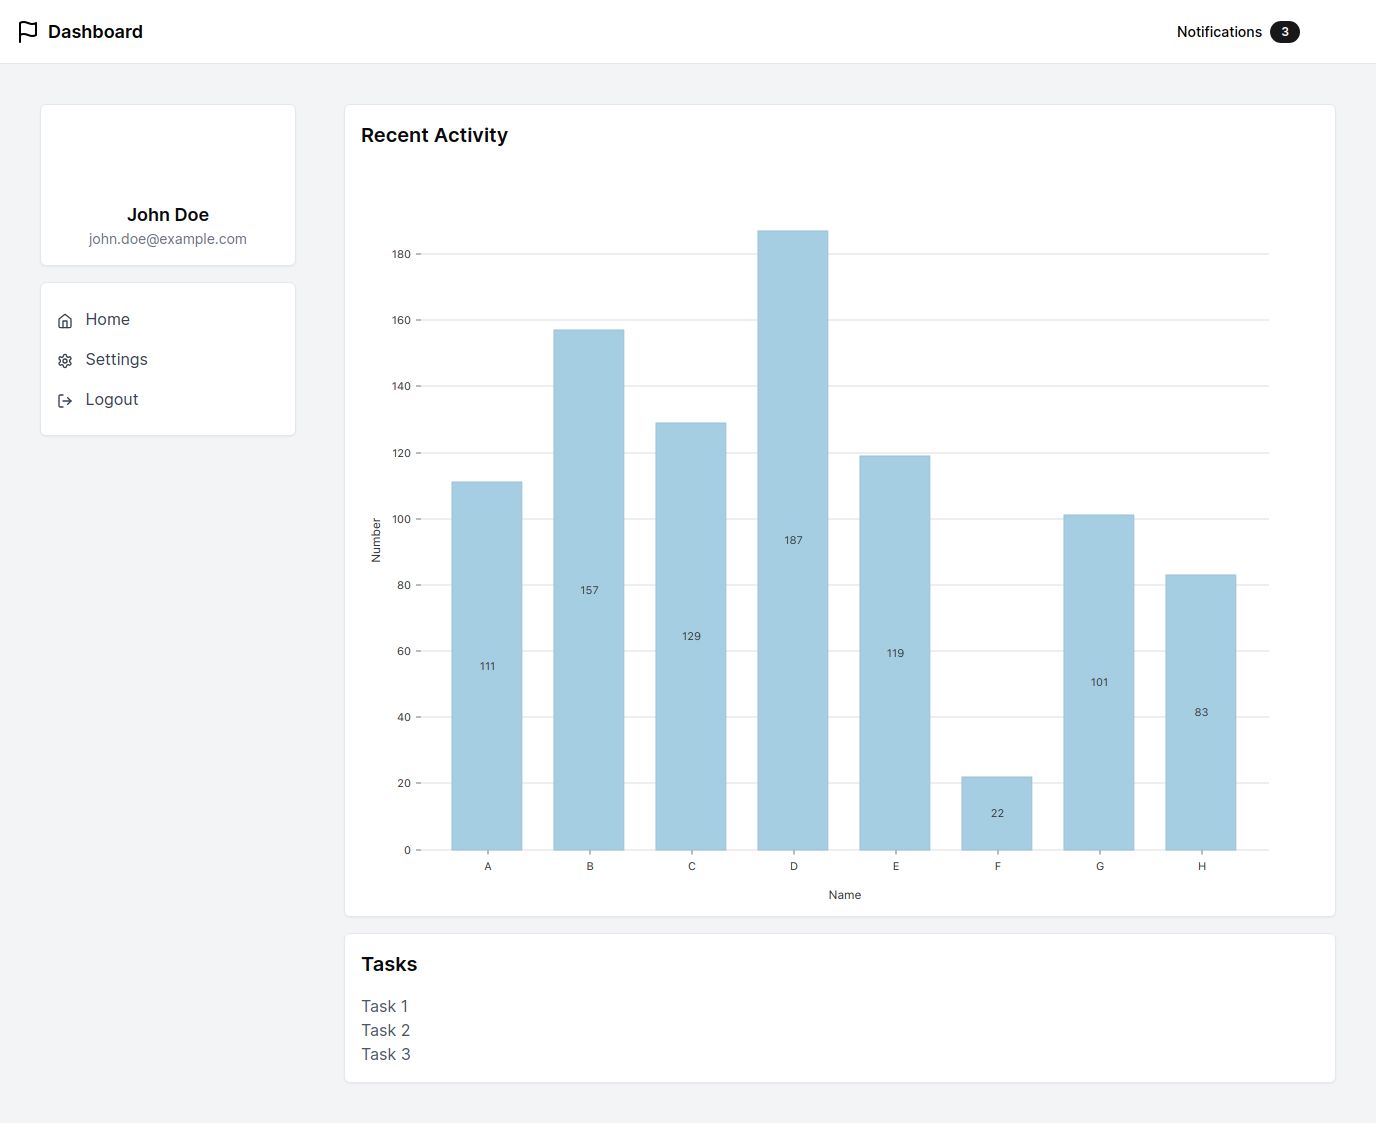 Dashboard
Notifications 3
John Doe
john.doe@example.com
Home
Settings
Logout
Recent Activity
180
160
140
120
100
80
60
40
20
0
Number
111
157
129
187
119
22
101
83
A B C D E F G H
Name
Tasks
Task 1
Task 2
Task 3